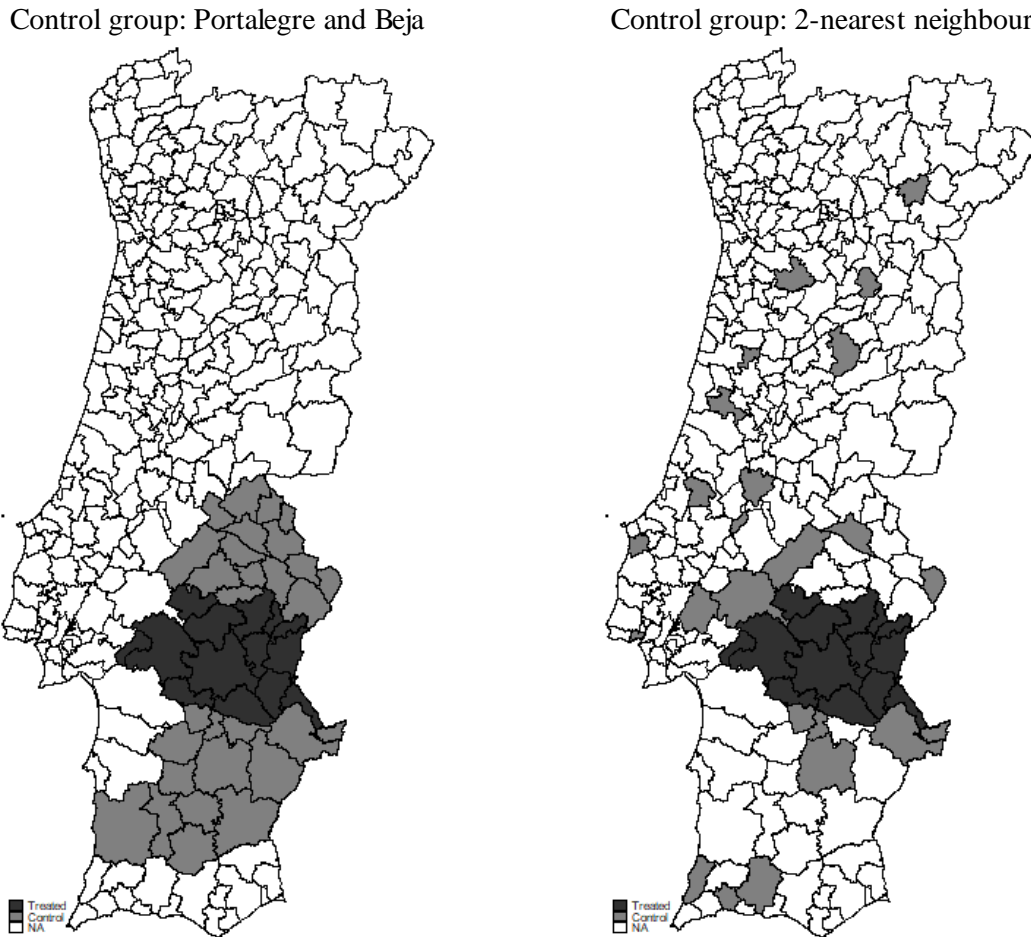 Control group: Portalegre and Beja
Control group: 2-nearest neighbour
Treated
Control
NA
Treated
Control
NA